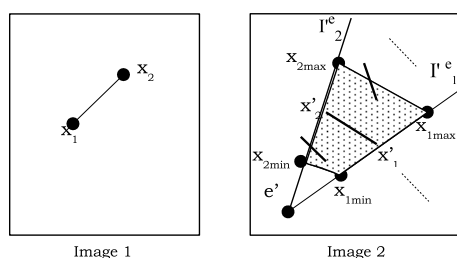 x₂
x₁
Image 1
l'ᵉ₂
x₂max
l'ᵉ₁
x'₂
x₁max
x'₁
x₂min
x₁min
e'
Image 2